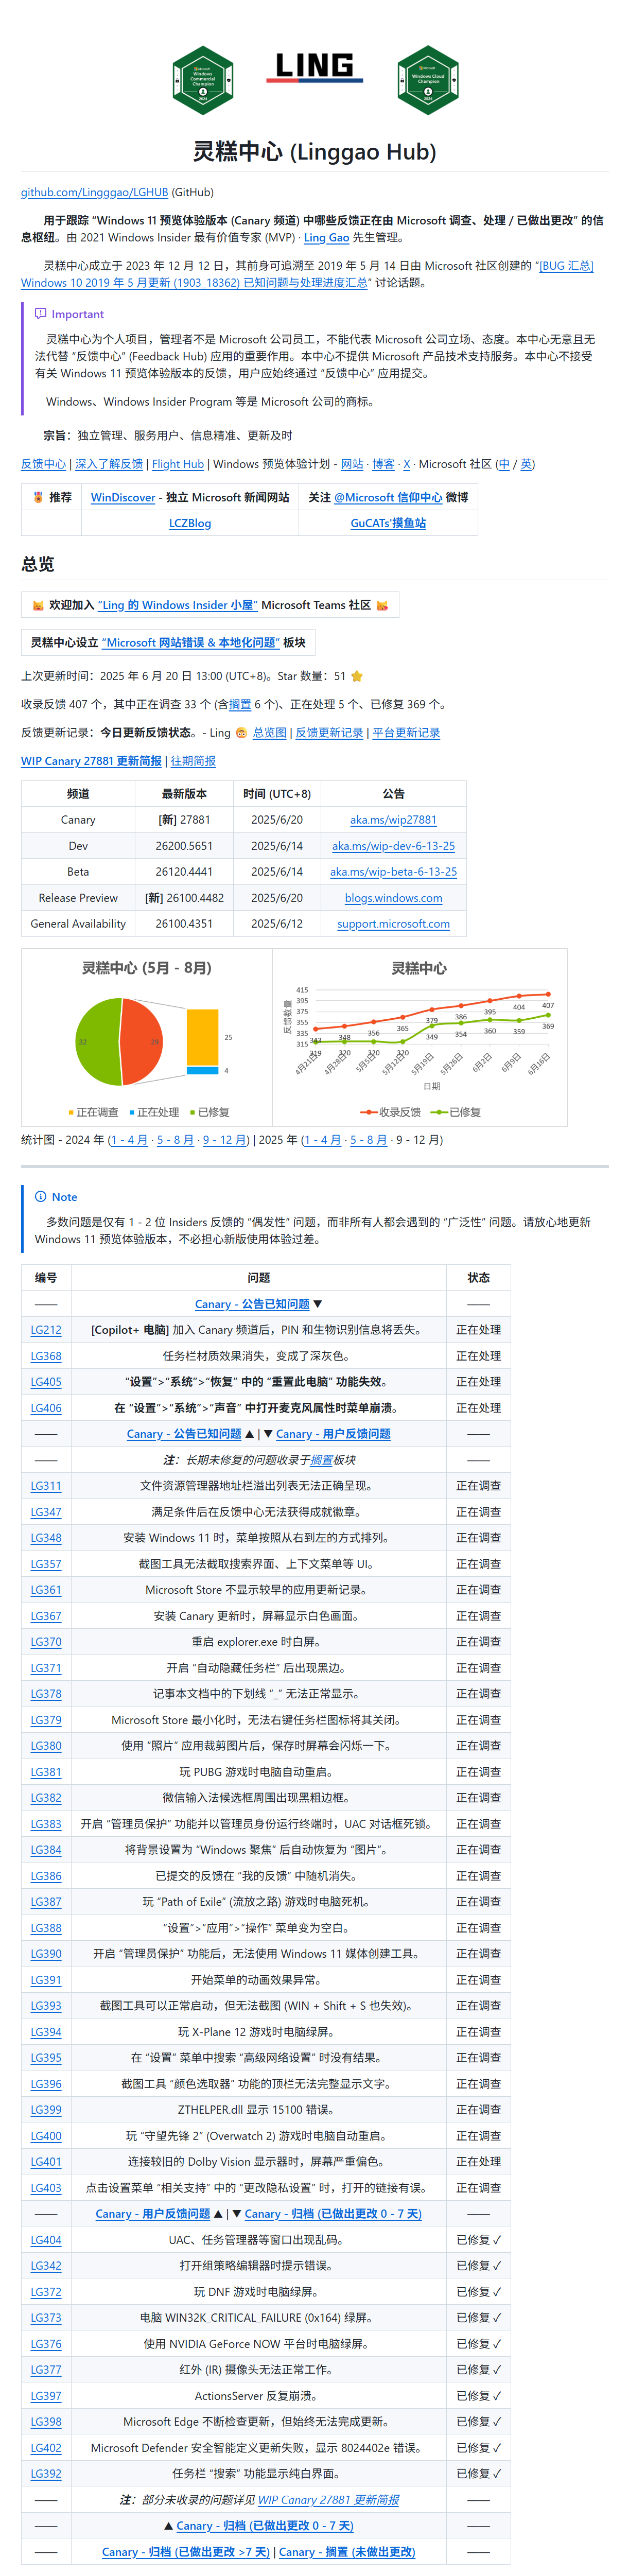 Microsoft
Windows
Commercial
Champion
2024
LING
Microsoft
Windows Cloud
Champion
2024
灵糕中心 (Linggao Hub)
github.com/Lingggao/LGHUB (GitHub)
用于跟踪 “Windows 11 预览体验版本 (Canary 频道) 中哪些反馈正在由 Microsoft 调查、处理 / 已做出更改” 的信
息枢纽。由 2021 Windows Insider 最有价值专家 (MVP) · Ling Gao 先生管理。
灵糕中心成立于 2023 年 12 月 12 日，其前身可追溯至 2019 年 5 月 14 日由 Microsoft 社区创建的 “[BUG 汇总]
Windows 10 2019 年 5 月更新 (1903_18362) 已知问题与处理进度汇总” 讨论话题。
Important
灵糕中心为个人项目，管理者不是 Microsoft 公司员工，不能代表 Microsoft 公司立场、态度。本中心无意且无
法代替 “反馈中心” (Feedback Hub) 应用的重要作用。本中心不提供 Microsoft 产品技术支持服务。本中心不接受
有关 Windows 11 预览体验版本的反馈，用户应始终通过 “反馈中心” 应用提交。
Windows、Windows Insider Program 等是 Microsoft 公司的商标。
宗旨：独立管理、服务用户、信息精准、更新及时
反馈中心 | 深入了解反馈 | Flight Hub | Windows 预览体验计划 - 网站 · 博客 · X · Microsoft 社区 (中 / 英)
推荐 WinDiscover - 独立 Microsoft 新闻网站 关注 @Microsoft 信仰中心 微博
LCZBlog GuCATs'摸鱼站
总览
欢迎加入 “Ling 的 Windows Insider 小屋” Microsoft Teams 社区
灵糕中心设立 “Microsoft 网站错误 & 本地化问题” 板块
上次更新时间：2025 年 6 月 20 日 13:00 (UTC+8)。Star 数量：51
收录反馈 407 个，其中正在调查 33 个 (含搁置 6 个)、正在处理 5 个、已修复 369 个。
反馈更新记录：今日更新反馈状态。- Ling 总览图 | 反馈更新记录 | 平台更新记录
WIP Canary 27881 更新简报 | 往期简报
频道 最新版本 时间 (UTC+8) 公告
Canary [新] 27881 2025/6/20 aka.ms/wip27881
Dev 26200.5651 2025/6/14 aka.ms/wip-dev-6-13-25
Beta 26120.4441 2025/6/14 aka.ms/wip-beta-6-13-25
Release Preview [新] 26100.4482 2025/6/20 blogs.windows.com
General Availability 26100.4351 2025/6/12 support.microsoft.com
灵糕中心 (5月 - 8月)
32 29 25 4
正在调查 正在处理 已修复
灵糕中心
反馈数量
415
395
375
355
335
315
343 348 356 365 379 386 395 404 407
319 320 320 320 349 354 360 359 369
4月21日 4月28日 5月5日 5月12日 5月19日 5月26日 6月2日 6月9日 6月16日
日期
收录反馈 已修复
统计图 - 2024 年 (1 - 4 月 · 5 - 8 月 · 9 - 12 月) | 2025 年 (1 - 4 月 · 5 - 8 月 · 9 - 12 月)
Note
多数问题是仅有 1 - 2 位 Insiders 反馈的 “偶发性” 问题，而非所有人都会遇到的 “广泛性” 问题。请放心地更新
Windows 11 预览体验版本，不必担心新版使用体验过差。
编号 问题 状态
—— Canary - 公告已知问题 ▼ ——
LG212 [Copilot+ 电脑] 加入 Canary 频道后，PIN 和生物识别信息将丢失。 正在处理
LG368 任务栏材质效果消失，变成了深灰色。 正在处理
LG405 “设置”>“系统”>“恢复” 中的 “重置此电脑” 功能失效。 正在处理
LG406 在 “设置”>“系统”>“声音” 中打开麦克风属性时菜单崩溃。 正在处理
—— Canary - 公告已知问题 ▲ | ▼ Canary - 用户反馈问题 ——
—— 注：长期未修复的问题收录于搁置板块 ——
LG311 文件资源管理器地址栏溢出列表无法正确呈现。 正在调查
LG347 满足条件后在反馈中心无法获得成就徽章。 正在调查
LG348 安装 Windows 11 时，菜单按照从右到左的方式排列。 正在调查
LG357 截图工具无法截取搜索界面、上下文菜单等 UI。 正在调查
LG361 Microsoft Store 不显示较早的应用更新记录。 正在调查
LG367 安装 Canary 更新时，屏幕显示白色画面。 正在调查
LG370 重启 explorer.exe 时白屏。 正在调查
LG371 开启 “自动隐藏任务栏” 后出现黑边。 正在调查
LG378 记事本文档中的下划线 “_” 无法正常显示。 正在调查
LG379 Microsoft Store 最小化时，无法右键任务栏图标将其关闭。 正在调查
LG380 使用 “照片” 应用裁剪图片后，保存时屏幕会闪烁一下。 正在调查
LG381 玩 PUBG 游戏时电脑自动重启。 正在调查
LG382 微信输入法候选框周围出现黑粗边框。 正在调查
LG383 开启 “管理员保护” 功能并以管理员身份运行终端时，UAC 对话框死锁。 正在调查
LG384 将背景设置为 “Windows 聚焦” 后自动恢复为 “图片”。 正在调查
LG386 已提交的反馈在 “我的反馈” 中随机消失。 正在调查
LG387 玩 “Path of Exile” (流放之路) 游戏时电脑死机。 正在调查
LG388 “设置”>“应用”>“操作” 菜单变为空白。 正在调查
LG390 开启 “管理员保护” 功能后，无法使用 Windows 11 媒体创建工具。 正在调查
LG391 开始菜单的动画效果异常。 正在调查
LG393 截图工具可以正常启动，但无法截图 (WIN + Shift + S 也失效)。 正在调查
LG394 玩 X-Plane 12 游戏时电脑绿屏。 正在调查
LG395 在 “设置” 菜单中搜索 “高级网络设置” 时没有结果。 正在调查
LG396 截图工具 “颜色选取器” 功能的顶栏无法完整显示文字。 正在调查
LG399 ZTHELPER.dll 显示 15100 错误。 正在调查
LG400 玩 “守望先锋 2” (Overwatch 2) 游戏时电脑自动重启。 正在调查
LG401 连接较旧的 Dolby Vision 显示器时，屏幕严重偏色。 正在处理
LG403 点击设置菜单 “相关支持” 中的 “更改隐私设置” 时，打开的链接有误。 正在调查
—— Canary - 用户反馈问题 ▲ | ▼ Canary - 归档 (已做出更改 0 - 7 天) ——
LG404 UAC、任务管理器等窗口出现乱码。 已修复 ✓
LG342 打开组策略编辑器时提示错误。 已修复 ✓
LG372 玩 DNF 游戏时电脑绿屏。 已修复 ✓
LG373 电脑 WIN32K_CRITICAL_FAILURE (0x164) 绿屏。 已修复 ✓
LG376 使用 NVIDIA GeForce NOW 平台时电脑绿屏。 已修复 ✓
LG377 红外 (IR) 摄像头无法正常工作。 已修复 ✓
LG397 ActionsServer 反复崩溃。 已修复 ✓
LG398 Microsoft Edge 不断检查更新，但始终无法完成更新。 已修复 ✓
LG402 Microsoft Defender 安全智能定义更新失败，显示 8024402e 错误。 已修复 ✓
LG392 任务栏 “搜索” 功能显示纯白界面。 已修复 ✓
—— 注：部分未收录的问题详见 WIP Canary 27881 更新简报 ——
—— ▲ Canary - 归档 (已做出更改 0 - 7 天) ——
—— Canary - 归档 (已做出更改 >7 天) | Canary - 搁置 (未做出更改) ——